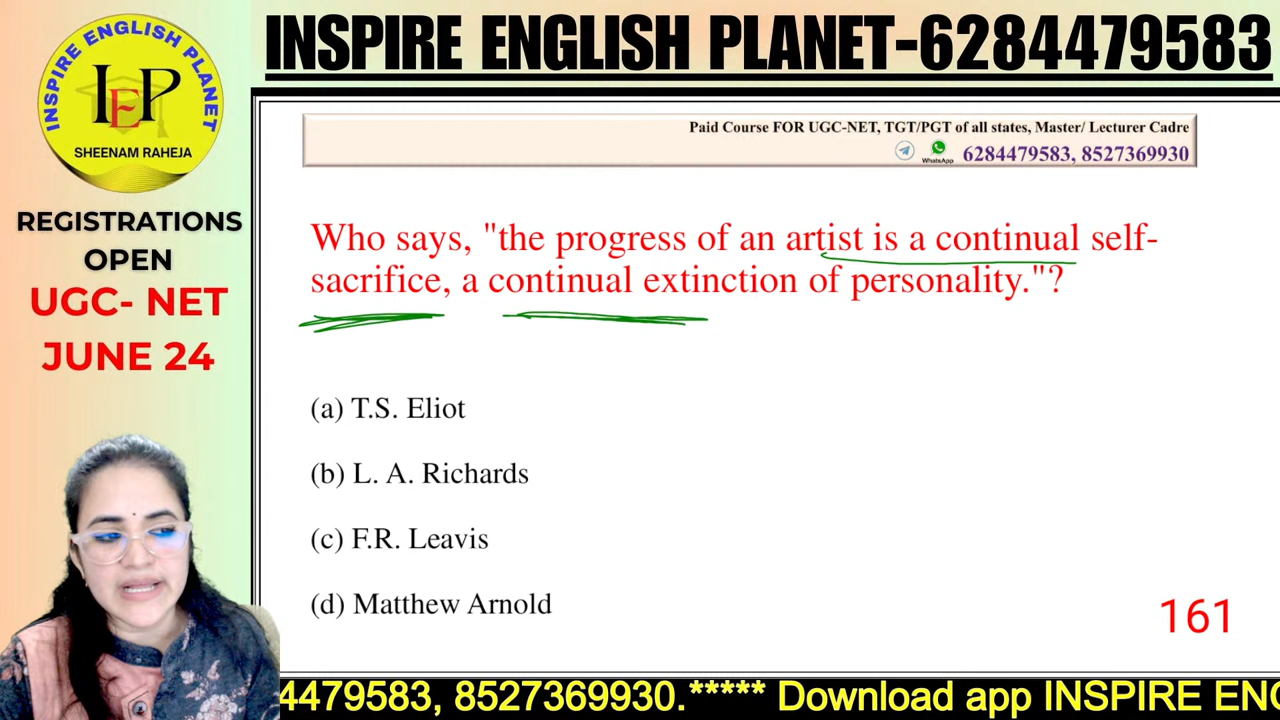 INSPIRE ENGLISH PLANET-6284479583
INSPIRE ENGLISH PLANET
IEP
SHEENAM RAHEJA
Paid Course FOR UGC-NET, TGT/PGT of all states, Master/ Lecturer Cadre
WhatsApp
6284479583, 8527369930
REGISTRATIONS
OPEN
UGC- NET
JUNE 24
Who says, "the progress of an artist is a continual self-
sacrifice, a continual extinction of personality."?
(a) T.S. Eliot
(b) L. A. Richards
(c) F.R. Leavis
(d) Matthew Arnold
161
4479583, 8527369930.***** Download app INSPIRE ENG